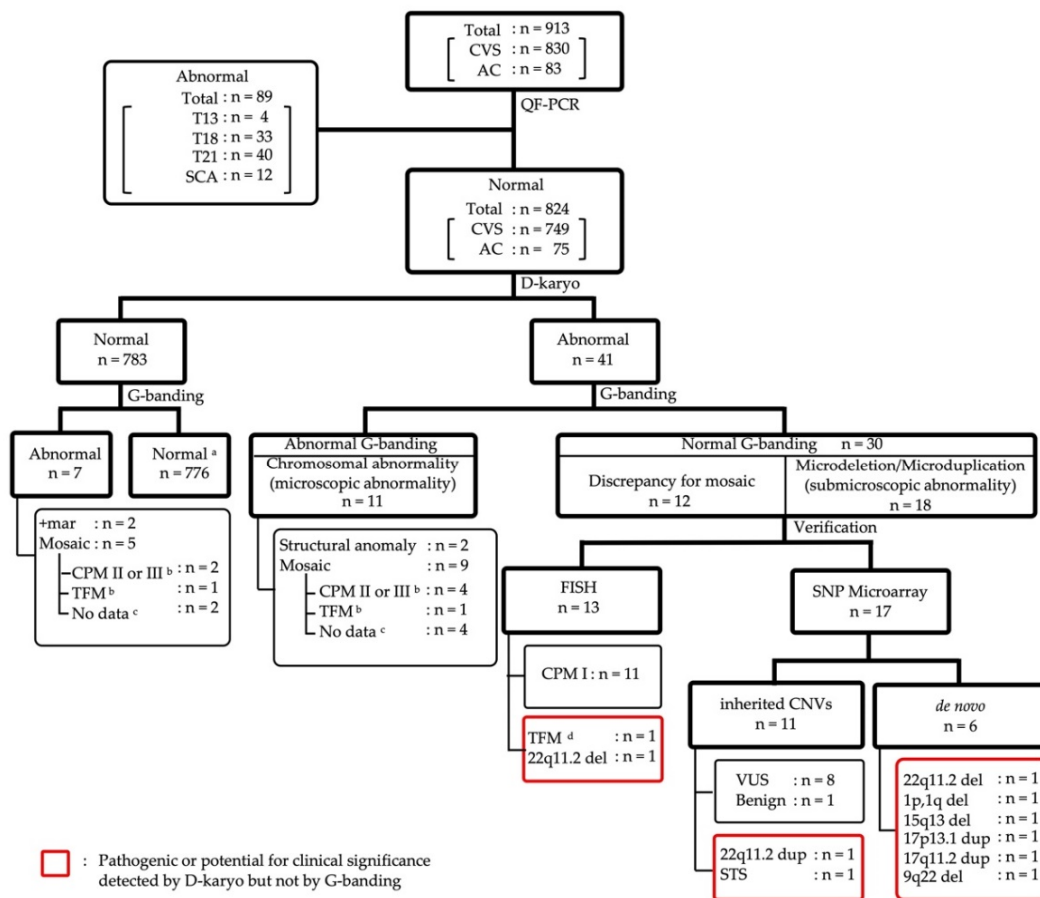 Total : n = 913
CVS : n = 830
AC : n = 83
QF-PCR
Abnormal
Total : n = 89
T13 : n = 4
T18 : n = 33
T21 : n = 40
SCA : n = 12
Normal
Total : n = 824
CVS : n = 749
AC : n = 75
D-karyo
Normal
n = 783
Abnormal
n = 41
G-banding
G-banding
Abnormal
n = 7
Normal a
n = 776
Abnormal G-banding
Chromosomal abnormality
(microscopic abnormality)
n = 11
Normal G-banding n = 30
Discrepancy for mosaic
n = 12
Microdeletion/Microduplication
(submicroscopic abnormality)
n = 18
Verification
+mar : n = 2
Mosaic : n = 5
CPM II or III b : n = 2
TFM b : n = 1
No data c : n = 2
Structural anomaly : n = 2
Mosaic : n = 9
CPM II or III b : n = 4
TFM b : n = 1
No data c : n = 4
FISH
n = 13
SNP Microarray
n = 17
CPM I : n = 11
TFM d : n = 1
22q11.2 del : n = 1
inherited CNVs
n = 11
de novo
n = 6
VUS : n = 8
Benign : n = 1
22q11.2 dup : n = 1
STS : n = 1
22q11.2 del : n = 1
1p,1q del : n = 1
15q13 del : n = 1
17p13.1 dup : n = 1
17q11.2 dup : n = 1
9q22 del : n = 1
: Pathogenic or potential for clinical significance
detected by D-karyo but not by G-banding